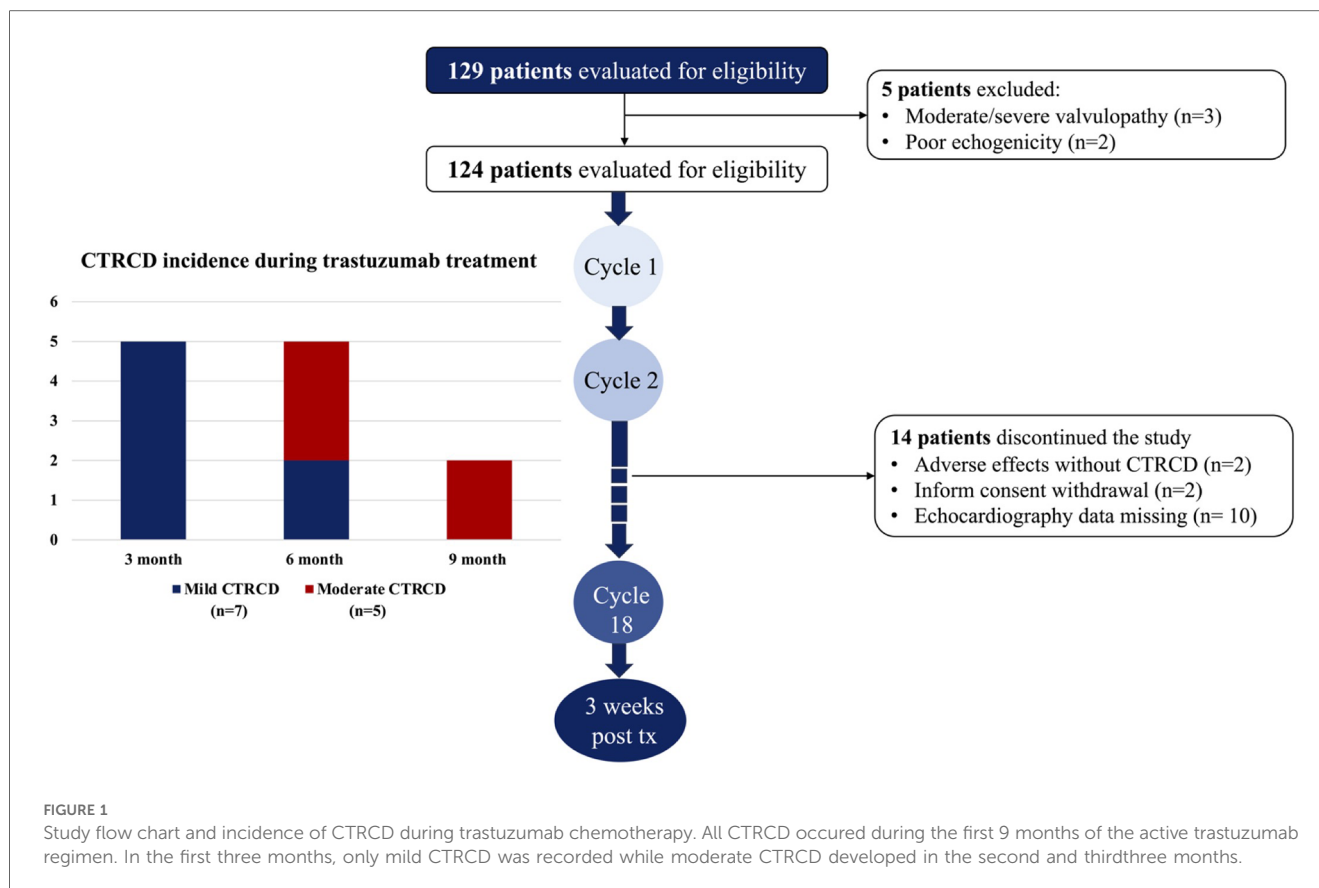 129 patients evaluated for eligibility
5 patients excluded:
• Moderate/severe valvulopathy (n=3)
• Poor echogenicity (n=2)
124 patients evaluated for eligibility
Cycle 1
CTRCD incidence during trastuzumab treatment
6
5
4
3
2
1
0
3 month
6 month
9 month
Mild CTRCD
(n=7)
Moderate CTRCD
(n=5)
Cycle 2
14 patients discontinued the study
• Adverse effects without CTRCD (n=2)
• Inform consent withdrawal (n=2)
• Echocardiography data missing (n= 10)
Cycle
18
3 weeks
post tx
FIGURE 1
Study flow chart and incidence of CTRCD during trastuzumab chemotherapy. All CTRCD occured during the first 9 months of the active trastuzumab
regimen. In the first three months, only mild CTRCD was recorded while moderate CTRCD developed in the second and thirdthree months.